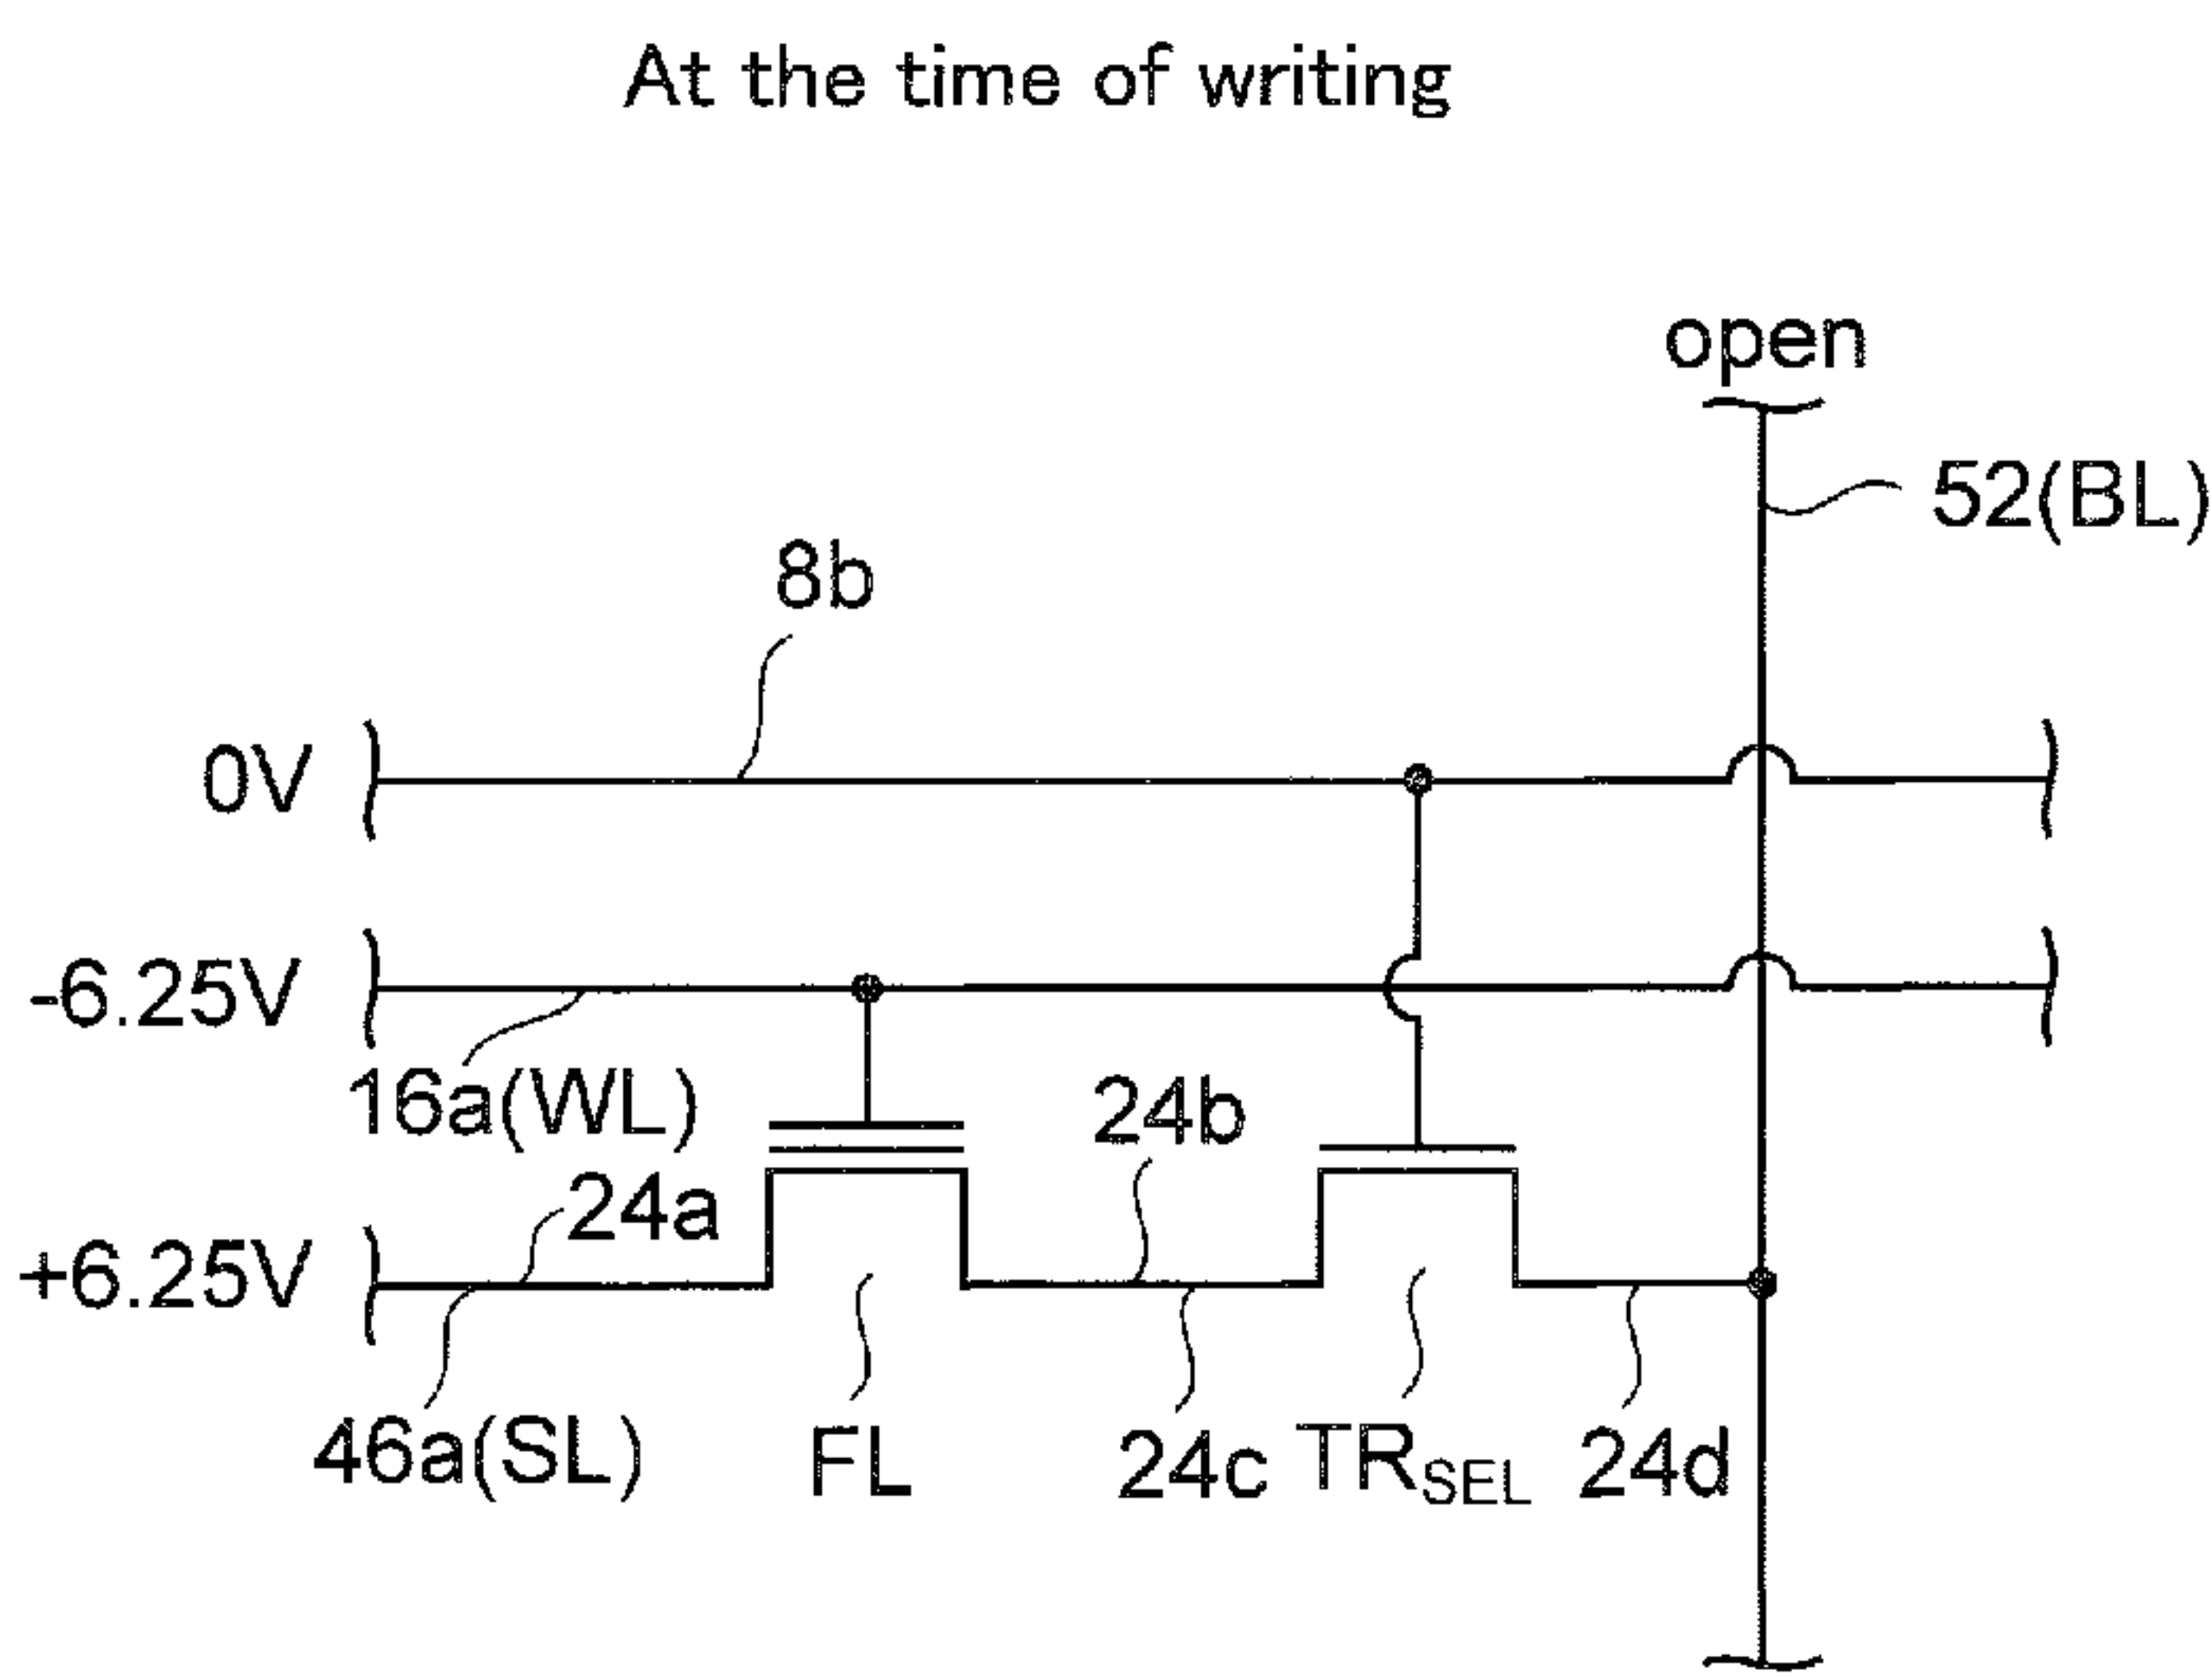 At the time of writing
open
52(BL)
8b
0V
-6.25V
16a(WL)
24b
24a
+6.25V
46a(SL)
FL
24c
TRSEL
24d